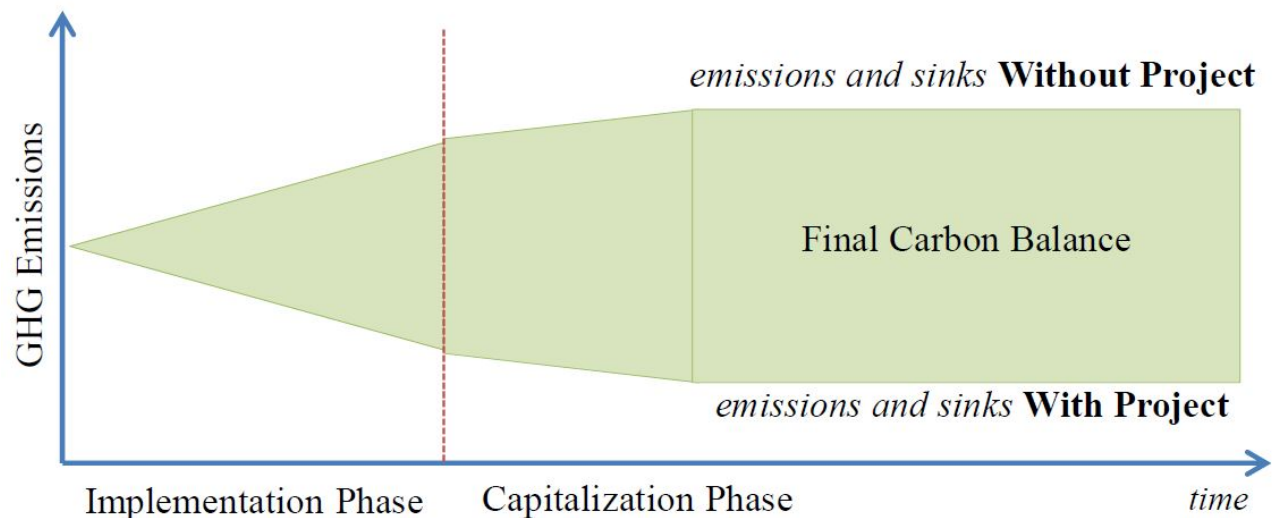 emissions and sinks Without Project
GHG Emissions
Final Carbon Balance
emissions and sinks With Project
Implementation Phase
Capitalization Phase
time